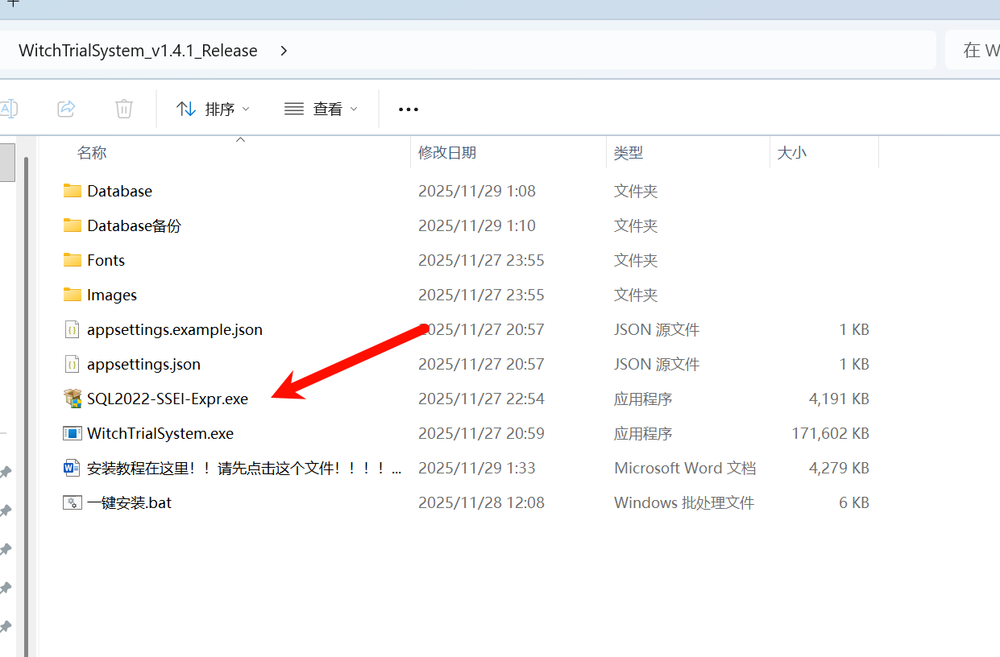 WitchTrialSystem_v1.4.1_Release
在 W
排序 查看
名称 修改日期 类型 大小
Database 2025/11/29 1:08 文件夹
Database备份 2025/11/29 1:10 文件夹
Fonts 2025/11/27 23:55 文件夹
Images 2025/11/27 23:55 文件夹
appsettings.example.json 2025/11/27 20:57 JSON 源文件 1 KB
appsettings.json 2025/11/27 20:57 JSON 源文件 1 KB
SQL2022-SSEI-Expr.exe 2025/11/27 22:54 应用程序 4,191 KB
WitchTrialSystem.exe 2025/11/27 20:59 应用程序 171,602 KB
安装教程在这里！！请先点击这个文件！！！！... 2025/11/29 1:33 Microsoft Word 文档 4,279 KB
一键安装.bat 2025/11/28 12:08 Windows 批处理文件 6 KB